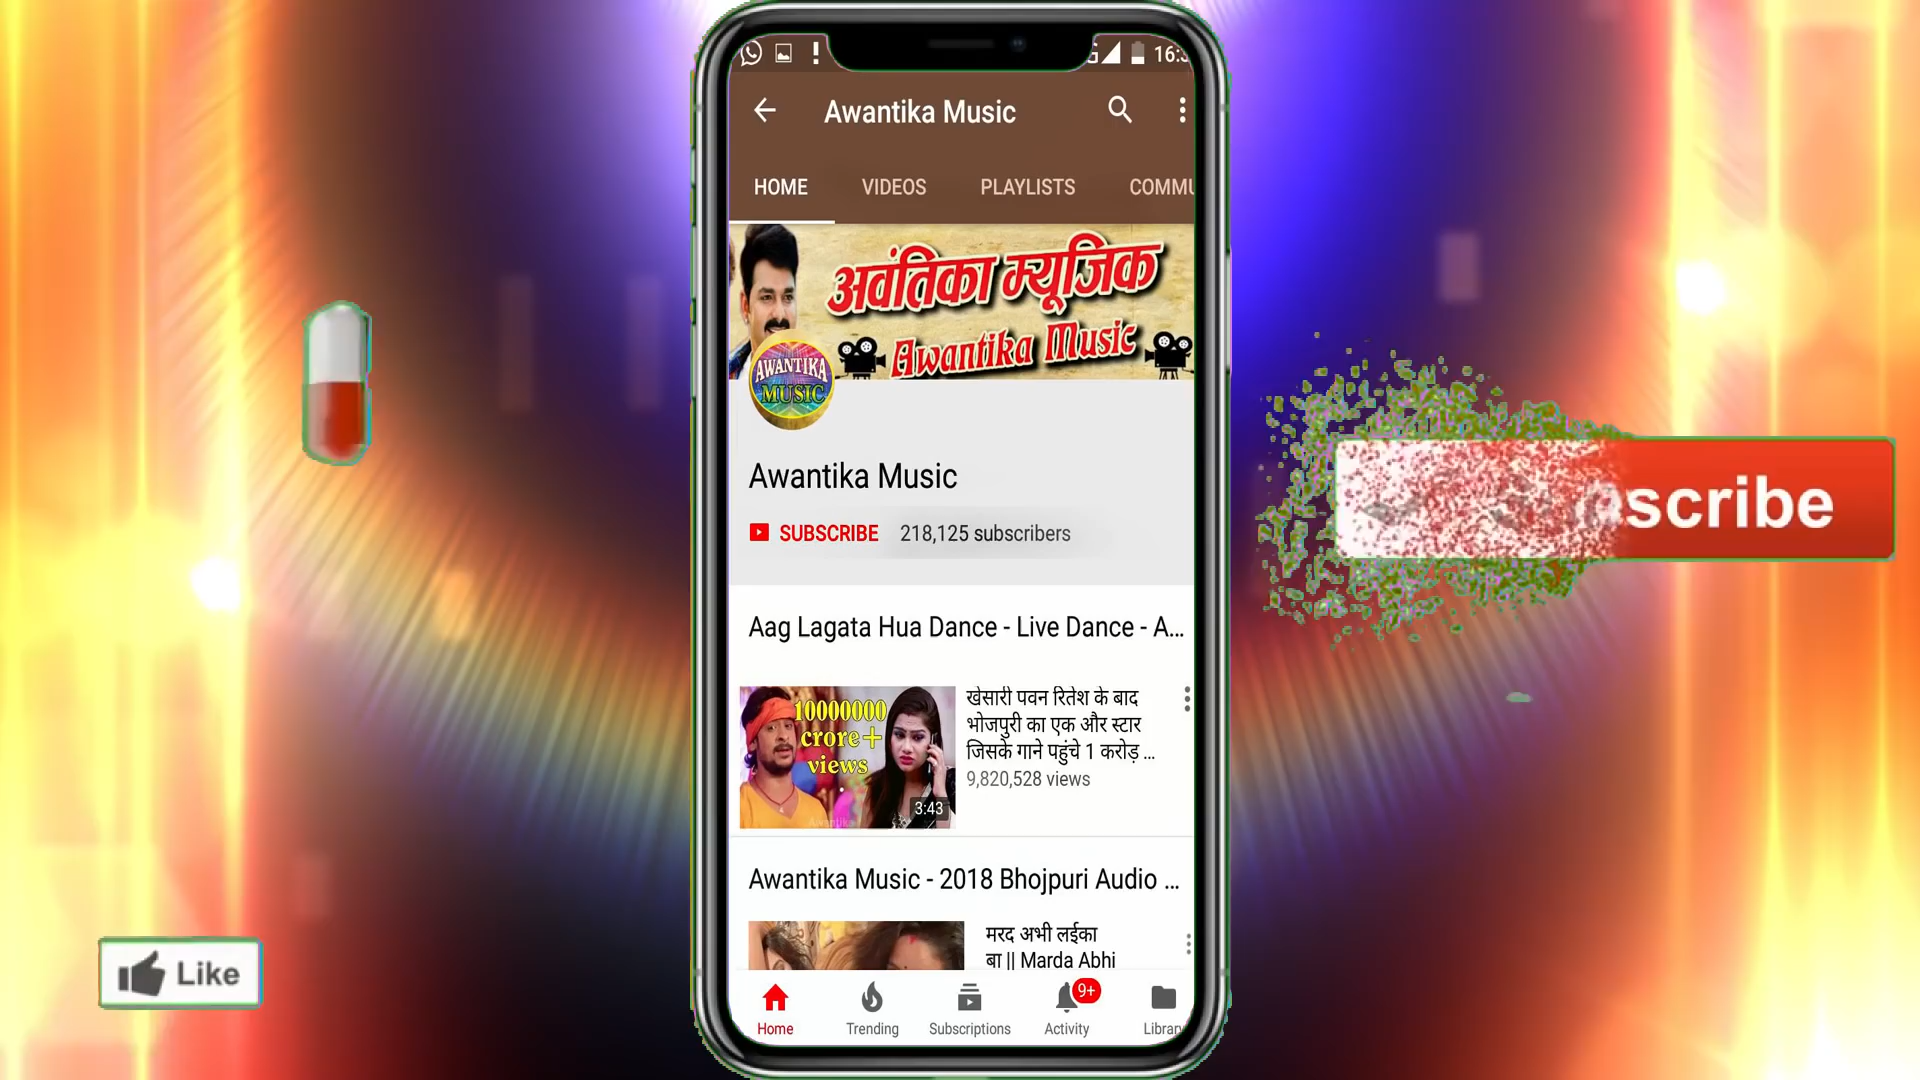 16:3
Awantika Music
HOME VIDEOS PLAYLISTS COMMU
अवंतिका म्यूजिक
Awantika Music
AWANTIKA
MUSIC
Awantika Music
SUBSCRIBE 218,125 subscribers
scribe
Aag Lagata Hua Dance - Live Dance - A...
10000000
crore+
views
3:43
Awantika
खेसारी पवन रितेश के बाद
भोजपुरी का एक और स्टार
जिसके गाने पहुंचे 1 करोड़ ...
9,820,528 views
Awantika Music - 2018 Bhojpuri Audio ...
मरद अभी लईका
बा || Marda Abhi
Like
9+
Home Trending Subscriptions Activity Library